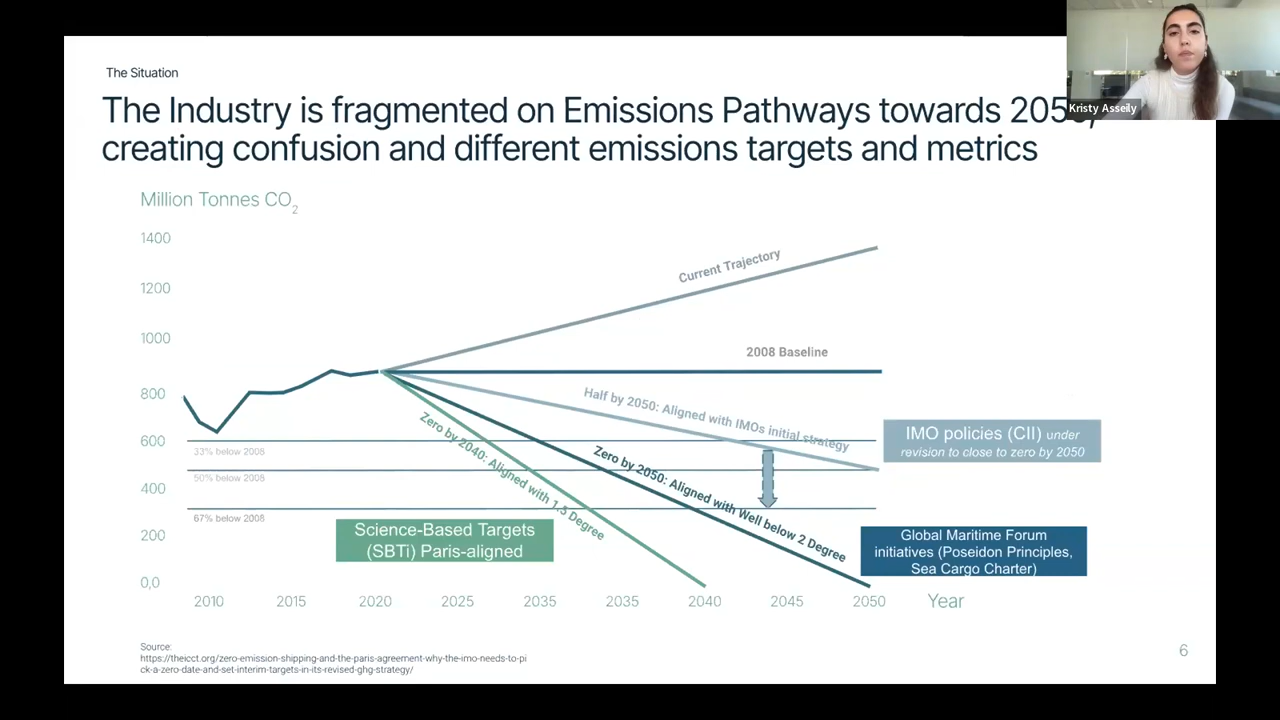 The Situation
The Industry is fragmented on Emissions Pathways towards 2050,
creating confusion and different emissions targets and metrics
Kristy Asseily
Million Tonnes CO2
1400
1200
1000
800
600
400
200
0,0
Current Trajectory
2008 Baseline
Half by 2050: Aligned with IMOs initial strategy
Zero by 2050: Aligned with Well below 2 Degree
Zero by 2040: Aligned with 1.5 Degree
33% below 2008
50% below 2008
67% below 2008
IMO policies (CII) under
revision to close to zero by 2050
Science-Based Targets
(SBTi) Paris-aligned
Global Maritime Forum
initiatives (Poseidon Principles,
Sea Cargo Charter)
2010 2015 2020 2025 2035 2035 2040 2045 2050 Year
Source:
https://theicct.org/zero-emission-shipping-and-the-paris-agreement-why-the-imo-needs-to-pi
ck-a-zero-date-and-set-interim-targets-in-its-revised-ghg-strategy/
6